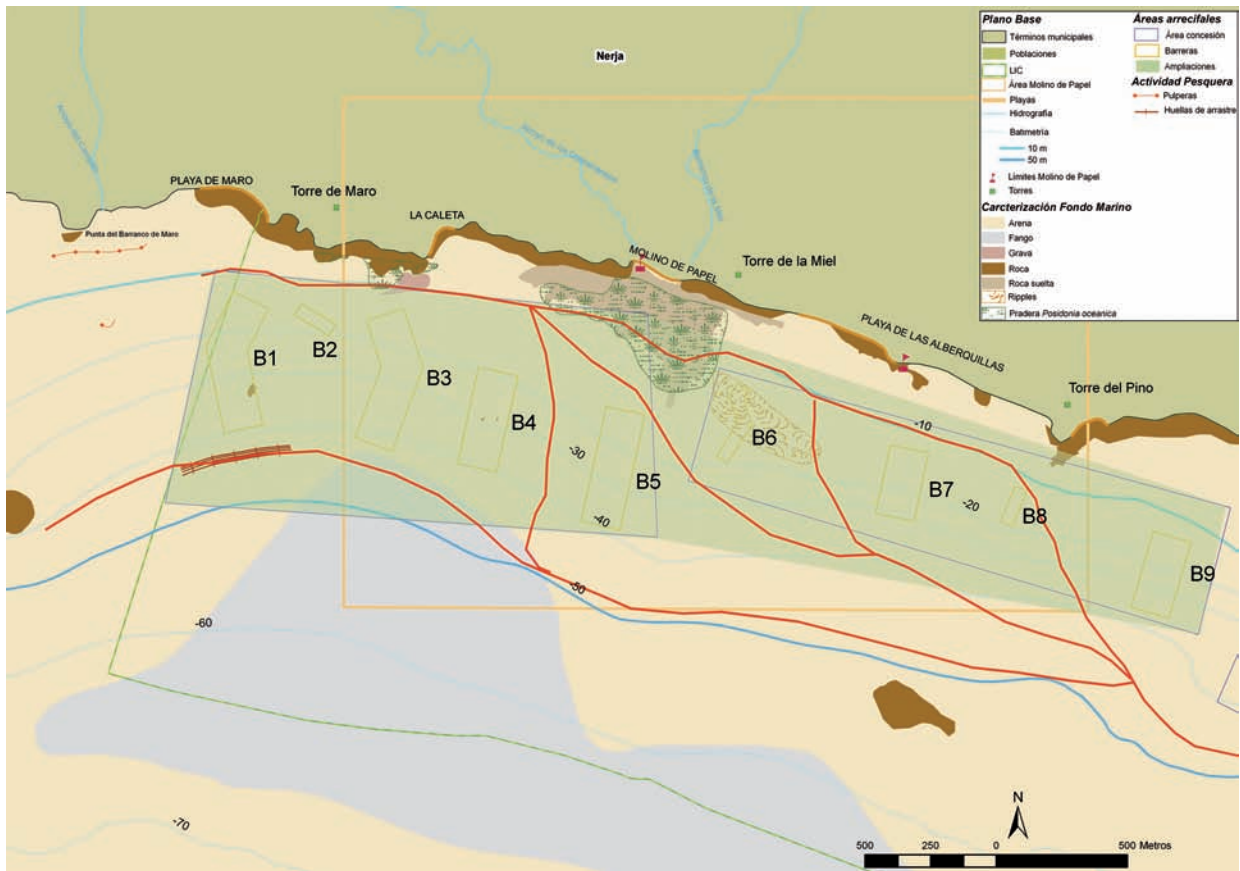 Nerja
PLAYA DE MARO
Torre de Maro
LA CALETA
Punta del Barranco de Maro
MOLINO DE PAPEL
Torre de la Miel
PLAYA DE LAS ALBERQUILLAS
Torre del Pino
B1
B2
B3
B4
B5
B6
B7
B8
B9
-10
-20
-30
-40
-50
-60
-70
Plano Base
Términos municipales
Poblaciones
LIC
Área Molino de Papel
Playas
Hidrografía
Batimetría
10 m
50 m
Límites Molino de Papel
Torres
Carcterización Fondo Marino
Arena
Fango
Grava
Roca
Roca suelta
Ripples
Pradera Posidonia oceanica
Áreas arrecifales
Área concesión
Barreras
Ampliaciones
Actividad Pesquera
Pulperas
Huellas de arrastre
N
500 250 0 500 Metros